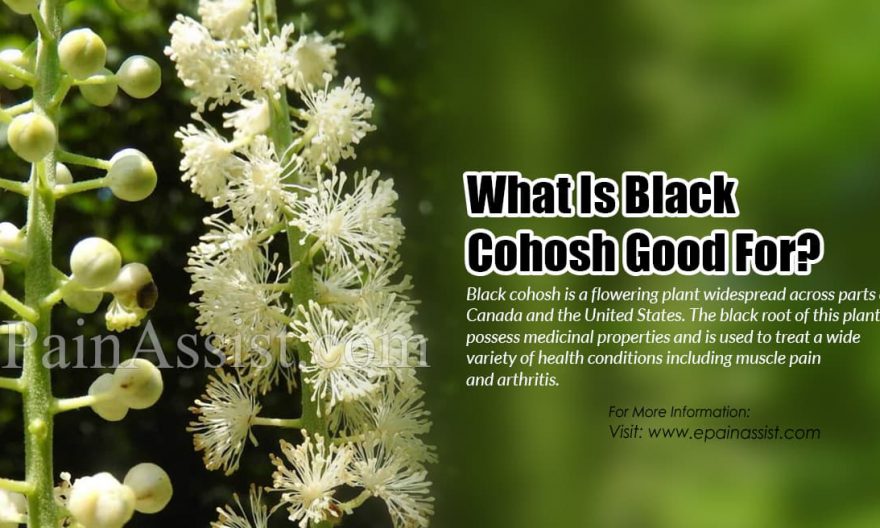 What Is Black
Cohosh Good For?
Black cohosh is a flowering plant widespread across parts
Canada and the United States. The black root of this plant
possess medicinal properties and is used to treat a wide
variety of health conditions including muscle pain
and arthritis.
For More Information:
Visit: www.epainassist.com
PainAssist.com